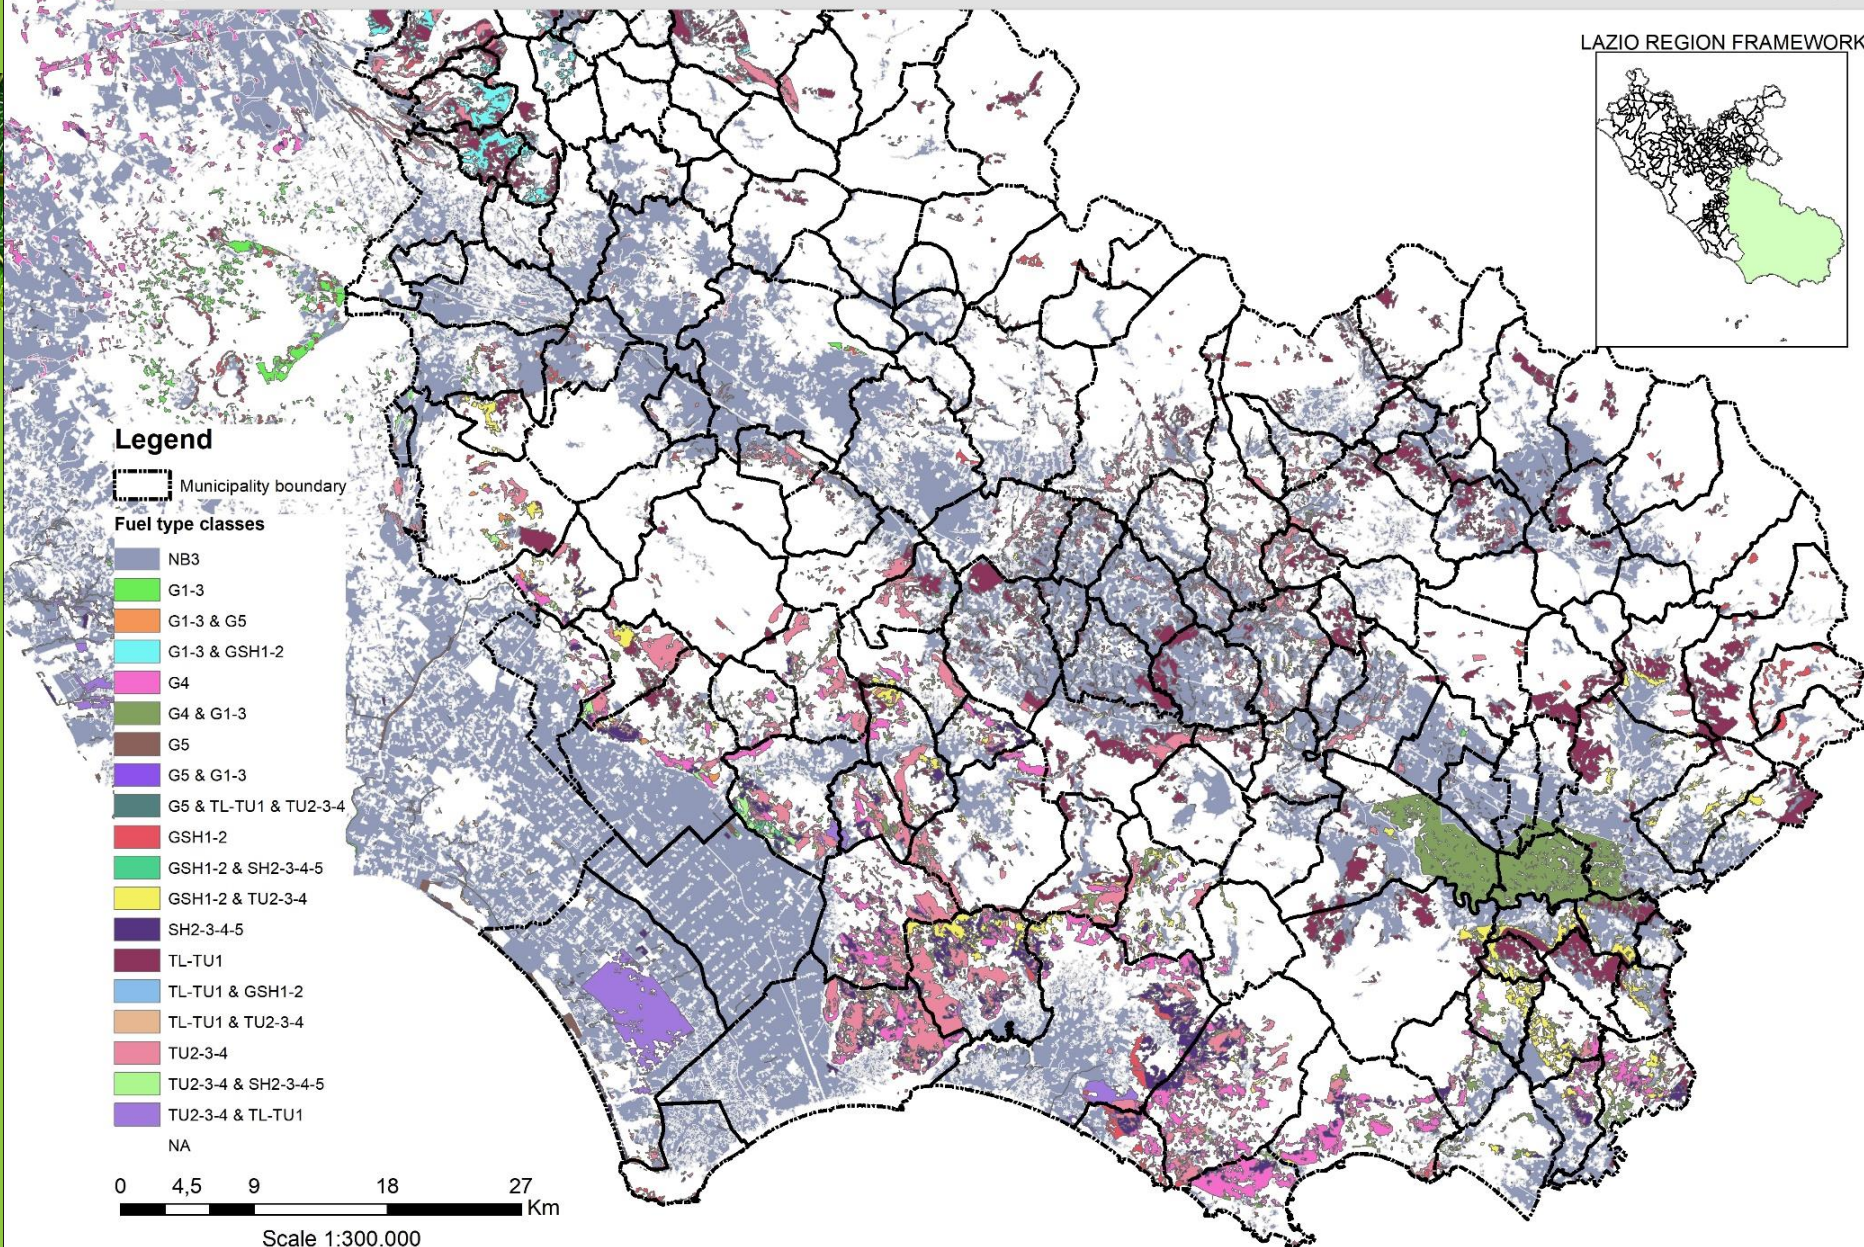 LAZIO REGION FRAMEWORK
Legend
Municipality boundary
Fuel type classes
NB3
G1-3
G1-3 & G5
G1-3 & GSH1-2
G4
G4 & G1-3
G5
G5 & G1-3
G5 & TL-TU1 & TU2-3-4
GSH1-2
GSH1-2 & SH2-3-4-5
GSH1-2 & TU2-3-4
SH2-3-4-5
TL-TU1
TL-TU1 & GSH1-2
TL-TU1 & TU2-3-4
TU2-3-4
TU2-3-4 & SH2-3-4-5
TU2-3-4 & TL-TU1
NA
0 4,5 9 18 27
Km
Scale 1:300.000